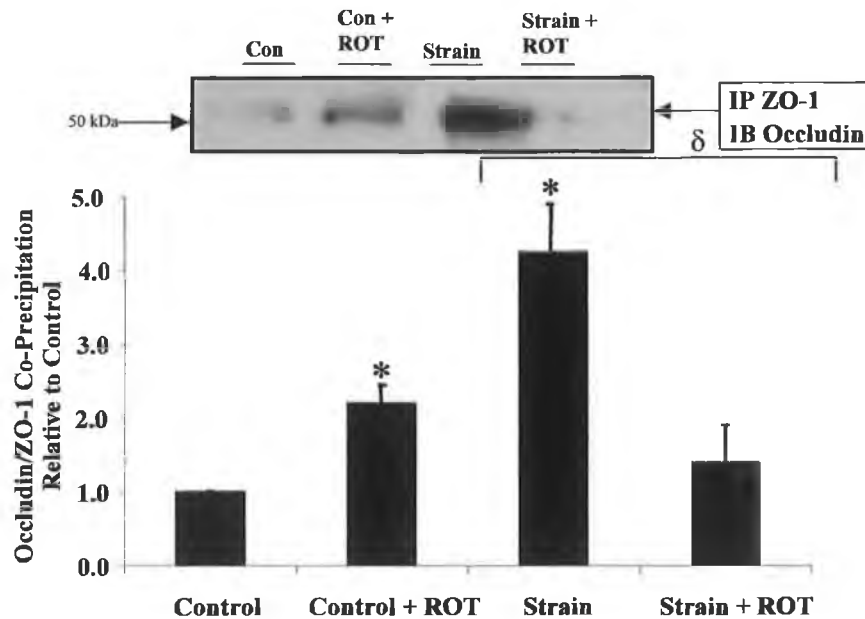 Con
Con +
ROT
Strain
Strain +
ROT
50 kDa
IP ZO-1
IB Occludin
δ
*
*
5.0
4.0
3.0
2.0
1.0
0.0
Occludin/ZO-1 Co-Precipitation
Relative to Control
Control
Control + ROT
Strain
Strain + ROT